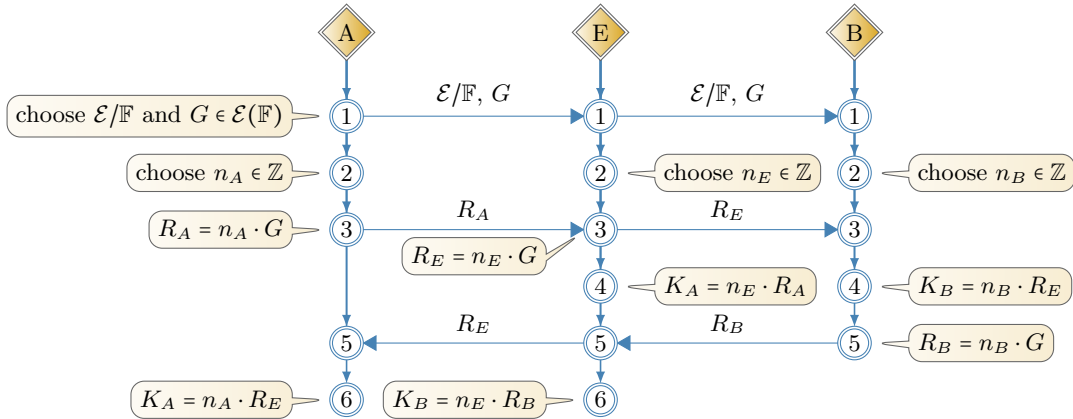 A E B
ℰ/𝔽, G ℰ/𝔽, G
choose ℰ/𝔽 and G ∈ ℰ(𝔽) 1 1 1
choose n_A ∈ ℤ 2 2 choose n_E ∈ ℤ 2 choose n_B ∈ ℤ
R_A R_E
R_A = n_A · G 3 3 3
R_E = n_E · G
4 K_A = n_E · R_A 4 K_B = n_B · R_E
R_E R_B
5 5 5 R_B = n_B · G
K_A = n_A · R_E 6 K_B = n_E · R_B 6